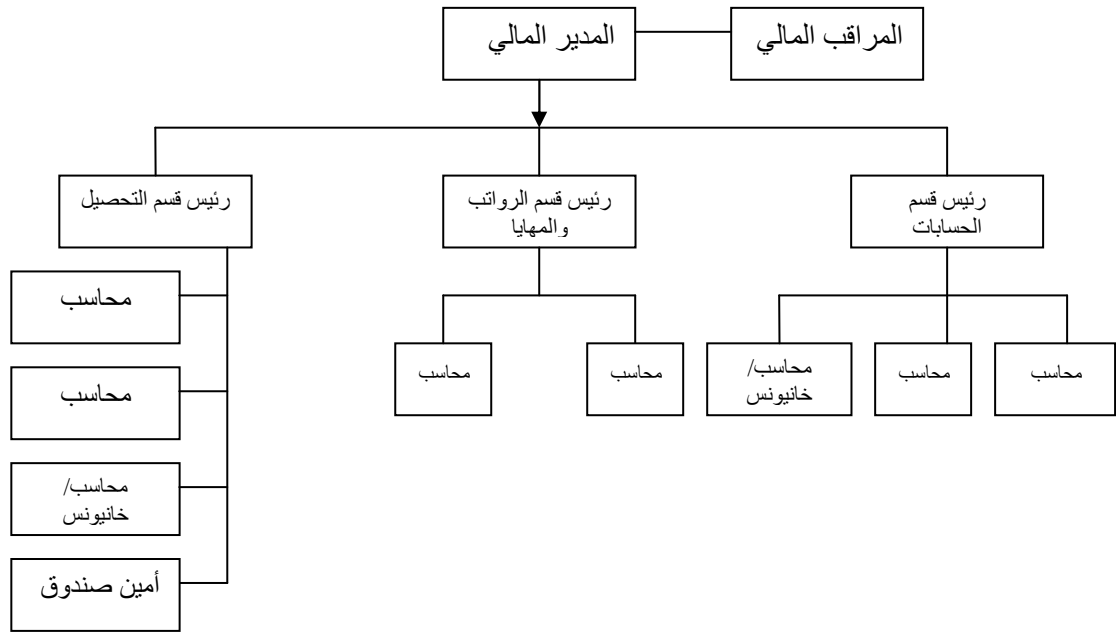 المراقب المالي
المدير المالي
رئيس قسم
الحسابات
رئيس قسم الرواتب
والمهايا
رئيس قسم التحصيل
محاسب
محاسب
محاسب/
خانيونس
محاسب
محاسب
محاسب
محاسب
محاسب/
خانيونس
أمين صندوق